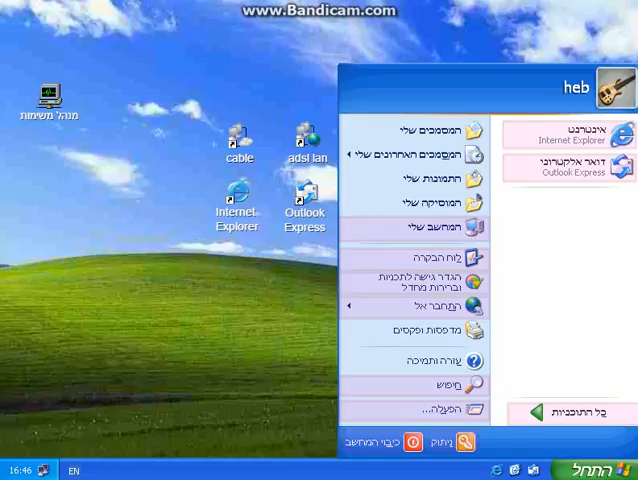 www.Bandicam.com
מנהל משימות
cable
adsl lan
Internet
Explorer
Outlook
Express
heb
אינטרנט
Internet Explorer
דואר אלקטרוני
Outlook Express
כל התוכניות
המסמכים שלי
המסמכים האחרונים שלי
התמונות שלי
המוסיקה שלי
המחשב שלי
לוח הבקרה
הגדר גישה לתכניות
וברירות מחדל
התחבר אל
מדפסות ופקסים
עזרה ותמיכה
חיפוש
הפעלה...
ניתוק
כיבוי המחשב
התחל
EN
16:46